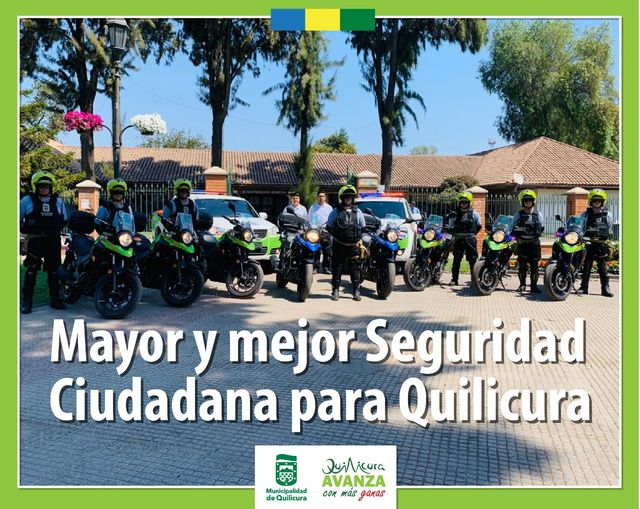 Mayor y mejor Seguridad
Ciudadana para Quilicura
Municipalidad
de Quilicura
Quilicura
AVANZA
con más ganas